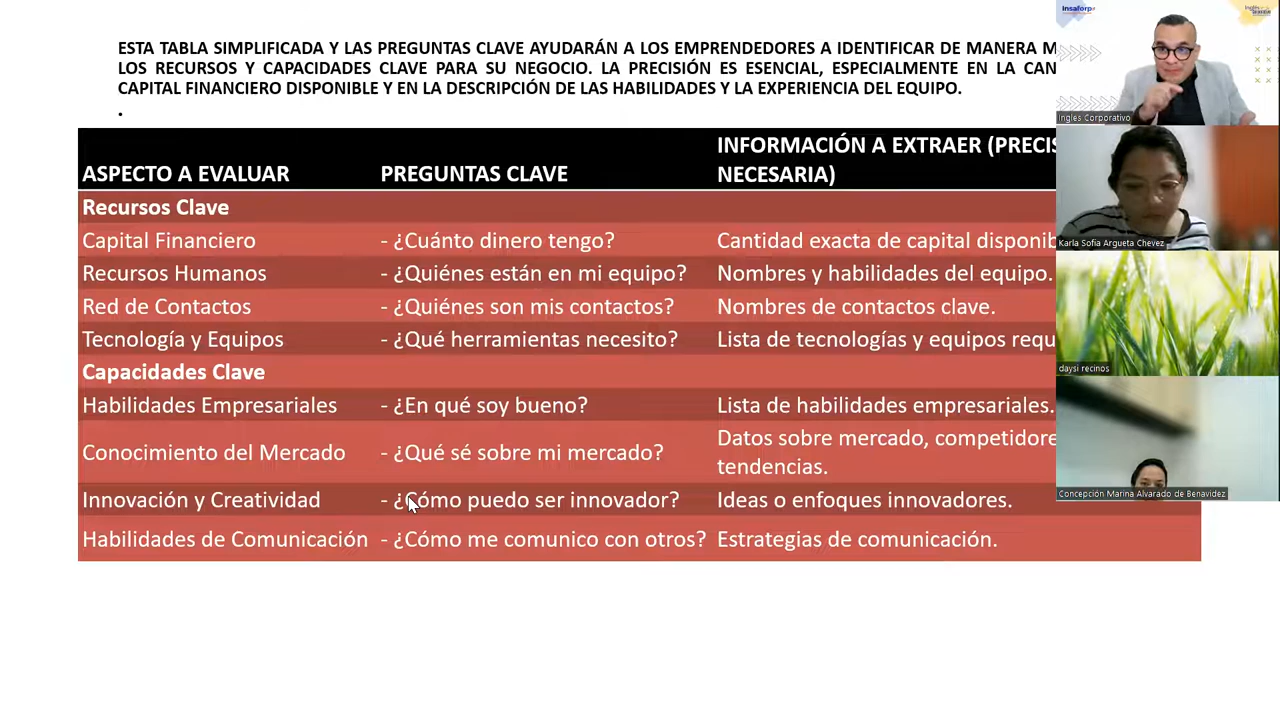 ESTA TABLA SIMPLIFICADA Y LAS PREGUNTAS CLAVE AYUDARÁN A LOS EMPRENDEDORES A IDENTIFICAR DE MANERA M
LOS RECURSOS Y CAPACIDADES CLAVE PARA SU NEGOCIO. LA PRECISIÓN ES ESENCIAL, ESPECIALMENTE EN LA CAN
CAPITAL FINANCIERO DISPONIBLE Y EN LA DESCRIPCIÓN DE LAS HABILIDADES Y LA EXPERIENCIA DEL EQUIPO.
.
ASPECTO A EVALUAR PREGUNTAS CLAVE INFORMACIÓN A EXTRAER (PRECIS
NECESARIA)
Recursos Clave
Capital Financiero - ¿Cuánto dinero tengo? Cantidad exacta de capital disponib
Recursos Humanos - ¿Quiénes están en mi equipo? Nombres y habilidades del equipo.
Red de Contactos - ¿Quiénes son mis contactos? Nombres de contactos clave.
Tecnología y Equipos - ¿Qué herramientas necesito? Lista de tecnologías y equipos requ
Capacidades Clave
Habilidades Empresariales - ¿En qué soy bueno? Lista de habilidades empresariales.
Conocimiento del Mercado - ¿Qué sé sobre mi mercado? Datos sobre mercado, competidore
tendencias.
Innovación y Creatividad - ¿Cómo puedo ser innovador? Ideas o enfoques innovadores.
Habilidades de Comunicación - ¿Cómo me comunico con otros? Estrategias de comunicación.
insaforp
Ingles Corporativo
Karla Sofia Argueta Chevez
daysi recinos
Concepción Marina Alvarado de Benavidez